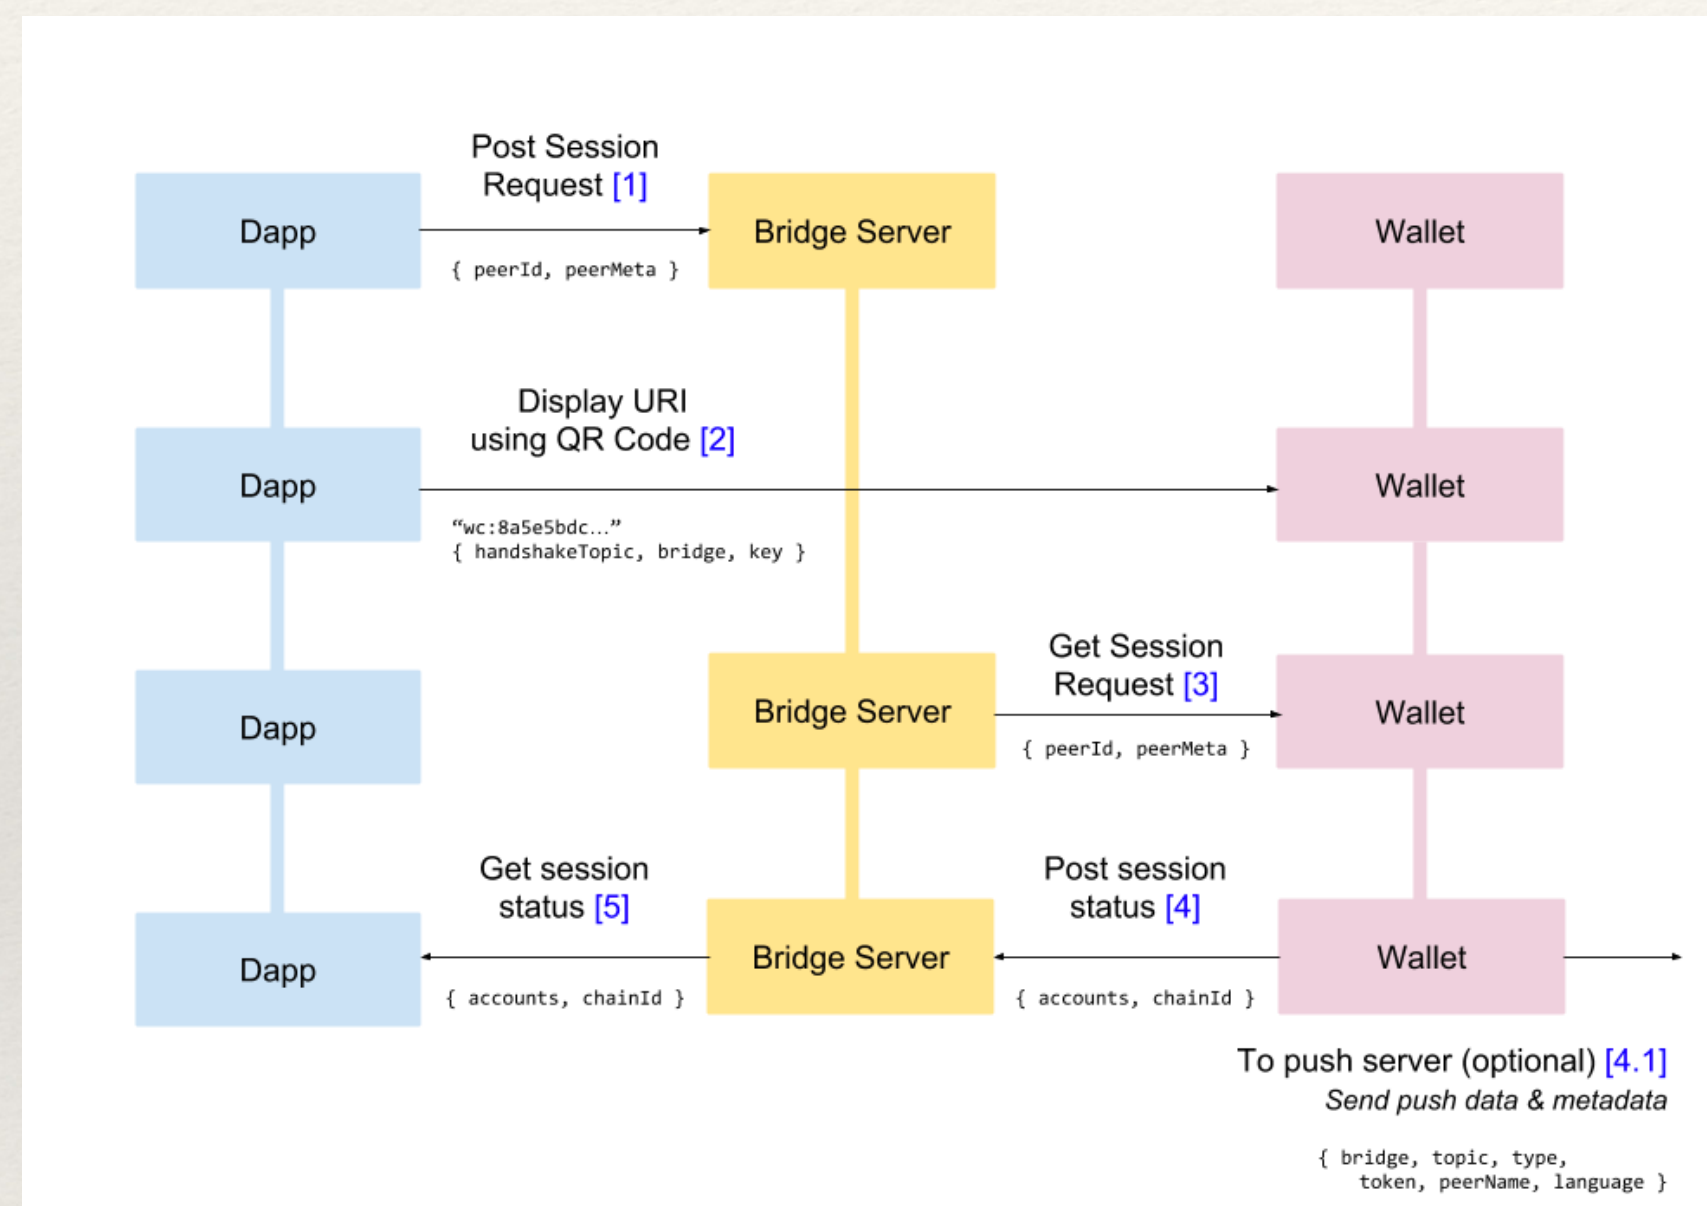 Post Session
Request [1]
Dapp
Bridge Server
Wallet
{ peerId, peerMeta }
Display URI
using QR Code [2]
Dapp
Wallet
“wc:8a5e5bdc…”
{ handshakeTopic, bridge, key }
Get Session
Request [3]
Dapp
Bridge Server
Wallet
{ peerId, peerMeta }
Get session
status [5]
Post session
status [4]
Dapp
Bridge Server
Wallet
{ accounts, chainId }
{ accounts, chainId }
To push server (optional) [4.1]
Send push data & metadata
{ bridge, topic, type,
token, peerName, language }